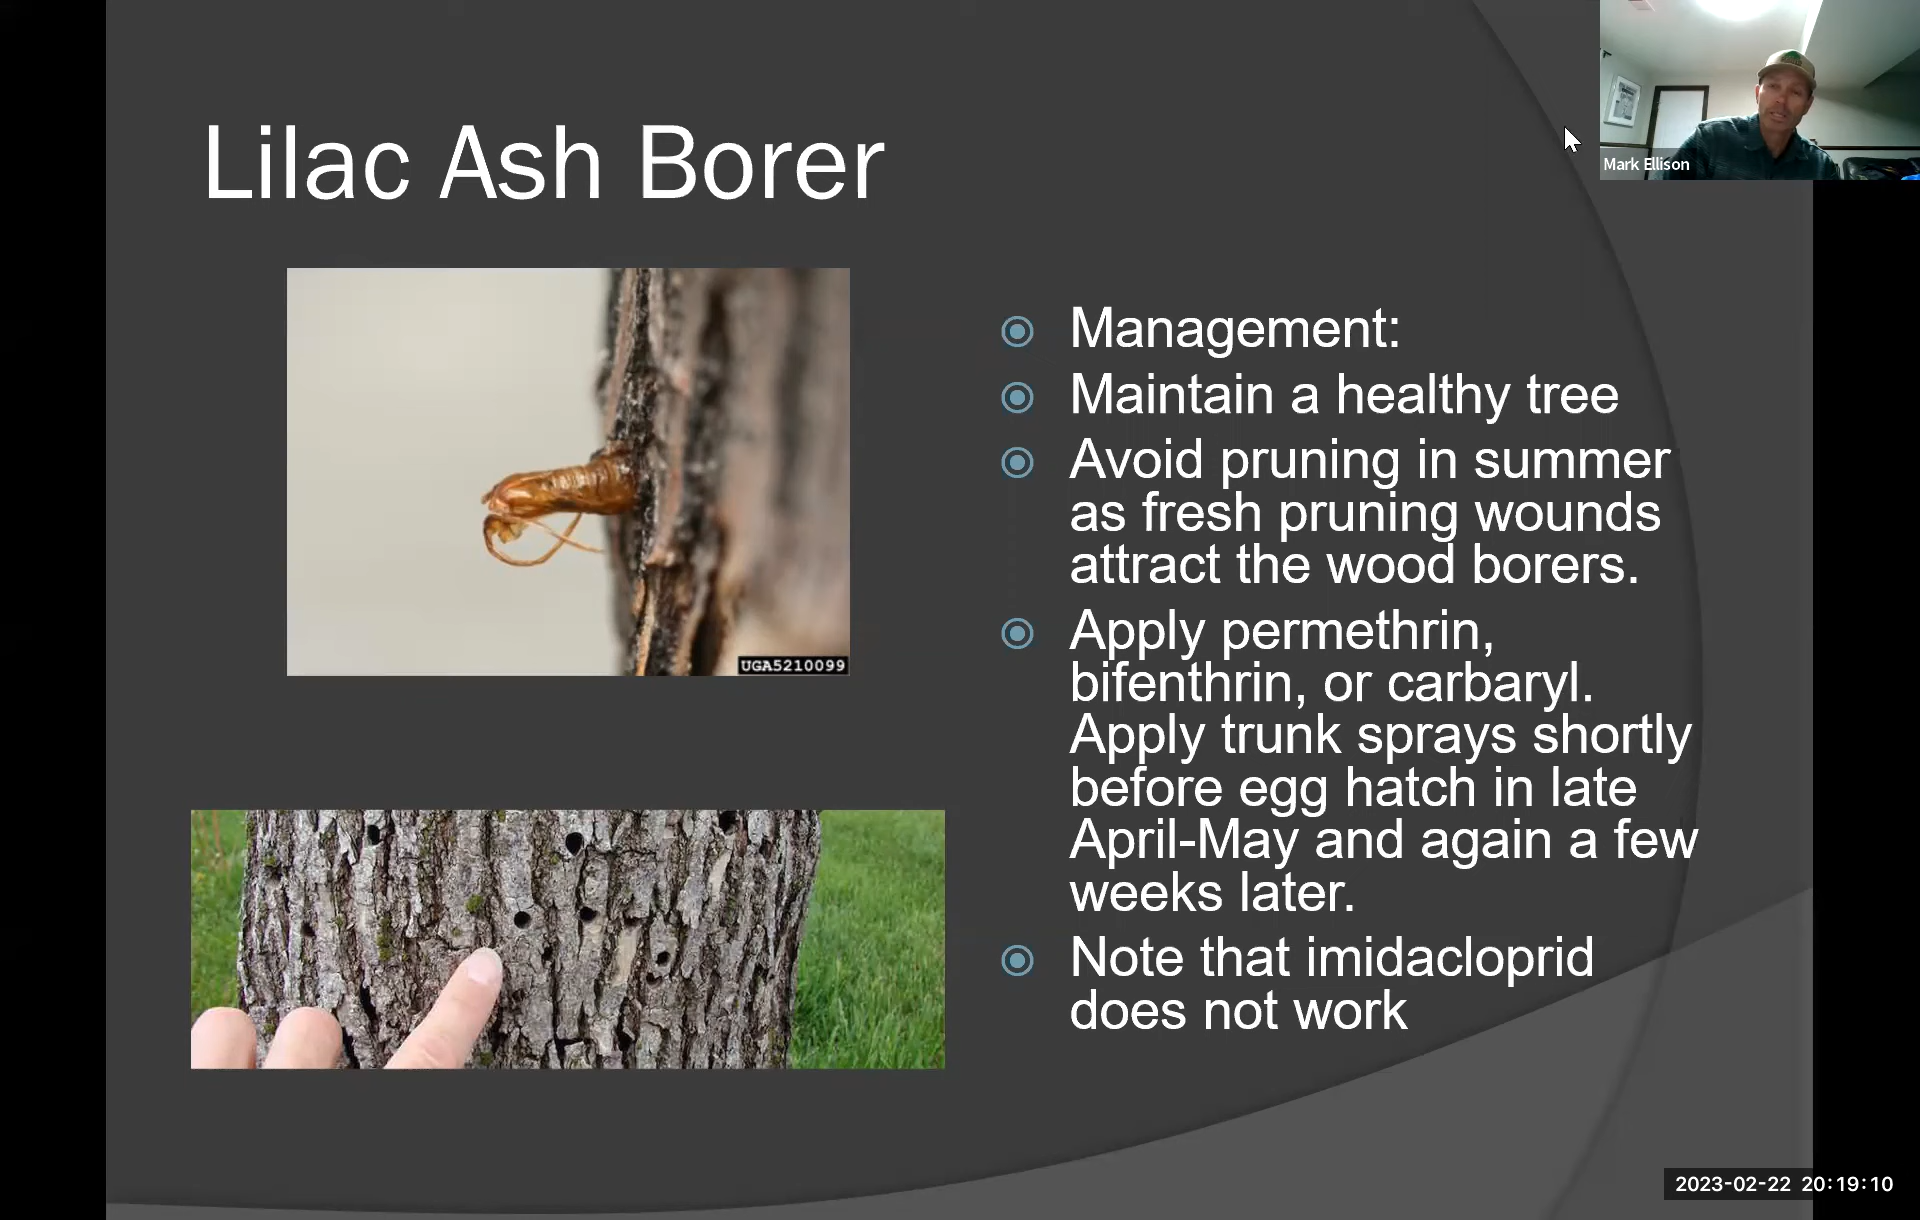 Mark Ellison
Lilac Ash Borer
UGA5210099
Management:
Maintain a healthy tree
Avoid pruning in summer
as fresh pruning wounds
attract the wood borers.
Apply permethrin,
bifenthrin, or carbaryl.
Apply trunk sprays shortly
before egg hatch in late
April-May and again a few
weeks later.
Note that imidacloprid
does not work
2023-02-22 20:19:10